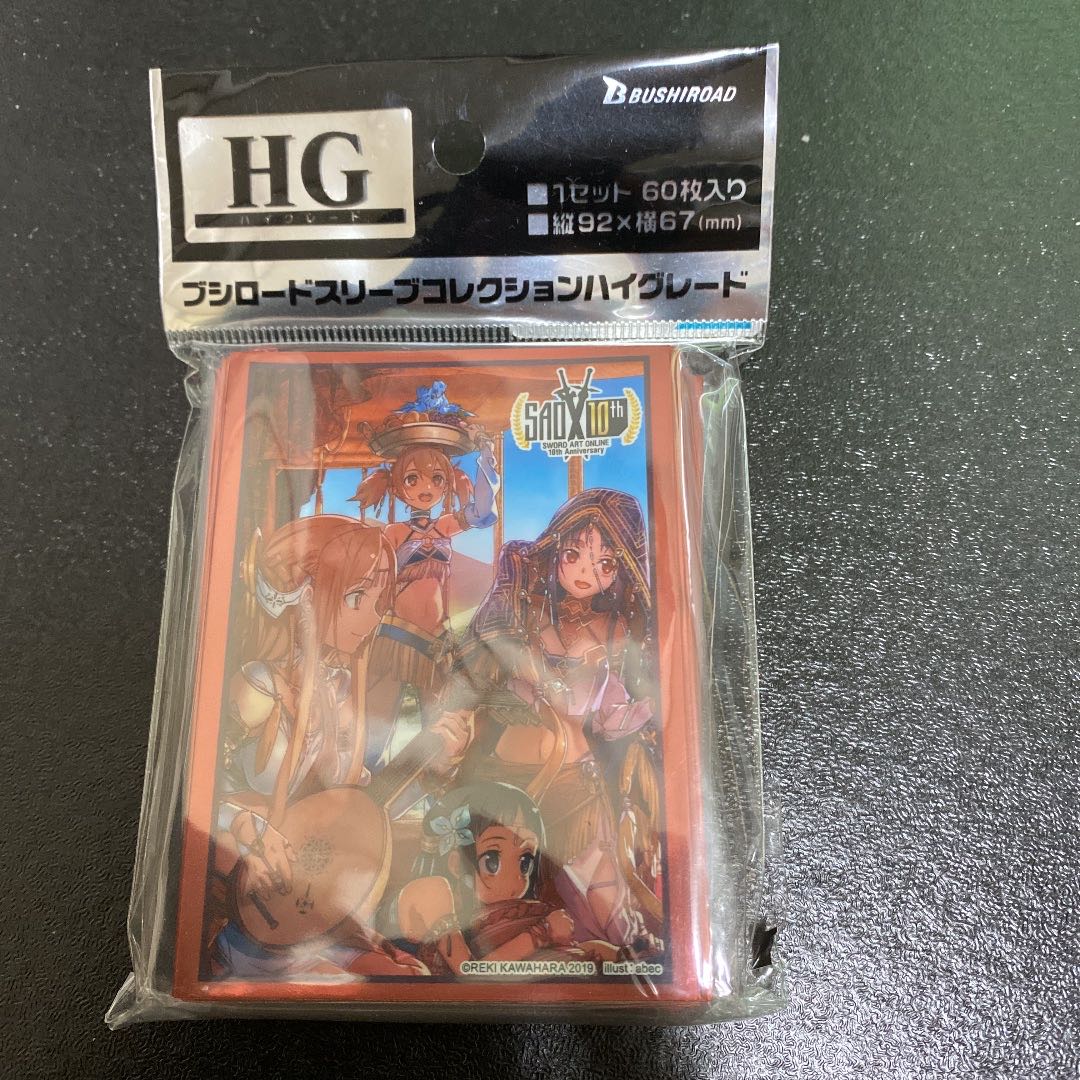 BUSHIROAD
HG
ハイグレード
■1セット 60枚入り
■縦92×横67(mm)
ブシロードスリーブコレクションハイグレード
SAO 10th
SWORD ART ONLINE
10th Anniversary
©REKI KAWAHARA 2019 illust:abec